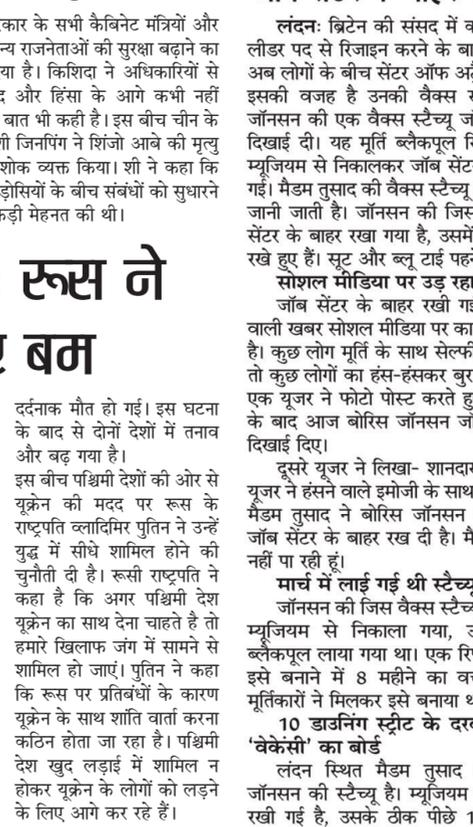 कार के सभी कैबिनेट मंत्रियों और
न्य राजनेताओं की सुरक्षा बढ़ाने का
या है। किशिदा ने अधिकारियों से
और हिंसा के आगे कभी नहीं
बात भी कही है। इस बीच चीन के
शी जिनपिंग ने शिंजो आबे की मृत्यु
शोक व्यक्त किया। शी ने कहा कि
ड़ोसियों के बीच संबंधों को सुधारने
कड़ी मेहनत की थी।
रूस ने
बम
दर्दनाक मौत हो गई। इस घटना
के बाद से दोनों देशों में तनाव
और बढ़ गया है।
इस बीच पश्चिमी देशों की ओर से
यूक्रेन की मदद पर रूस के
राष्ट्रपति व्लादिमिर पुतिन ने उन्हें
युद्ध में सीधे शामिल होने की
चुनौती दी है। रूसी राष्ट्रपति ने
कहा है कि अगर पश्चिमी देश
यूक्रेन का साथ देना चाहते है तो
हमारे खिलाफ जंग में सामने से
शामिल हो जाएं। पुतिन ने कहा
कि रूस पर प्रतिबंधों के कारण
यूक्रेन के साथ शांति वार्ता करना
कठिन होता जा रहा है। पश्चिमी
देश खुद लड़ाई में शामिल न
होकर यूक्रेन के लोगों को लड़ने
के लिए आगे कर रहे हैं।
लंदनः ब्रिटेन की संसद में व
लीडर पद से रिजाइन करने के बा
अब लोगों के बीच सेंटर ऑफ अट्रै
इसकी वजह है उनकी वैक्स स
जॉनसन की एक वैक्स स्टैच्यू जॉ
दिखाई दी। यह मूर्ति ब्लैकपूल सि
म्यूजियम से निकालकर जॉब सेंट
गई। मैडम तुसाद की वैक्स स्टैच्यू
जानी जाती है। जॉनसन की जिस
सेंटर के बाहर रखा गया है, उसमें
रखे हुए हैं। सूट और ब्लू टाई पहने
सोशल मीडिया पर उड़ रहा
जॉब सेंटर के बाहर रखी गई
वाली खबर सोशल मीडिया पर का
है। कुछ लोग मूर्ति के साथ सेल्फी
तो कुछ लोगों का हंस-हंसकर बुर
एक यूजर ने फोटो पोस्ट करते हु
के बाद आज बोरिस जॉनसन जॉ
दिखाई दिए।
दूसरे यूजर ने लिखा- शानदार
यूजर ने हंसने वाले इमोजी के साथ
मैडम तुसाद ने बोरिस जॉनसन
जॉब सेंटर के बाहर रख दी है। मै
नहीं पा रही हूं।
मार्च में लाई गई थी स्टैच्यू
जॉनसन की जिस वैक्स स्टैच्
म्यूजियम से निकाला गया, उ
ब्लैकपूल लाया गया था। एक रि
इसे बनाने में 8 महीने का वक्
मूर्तिकारों ने मिलकर इसे बनाया थ
10 डाउनिंग स्ट्रीट के दर
'वेकेंसी' का बोर्ड
लंदन स्थित मैडम तुसाद
जॉनसन की स्टैच्यू है। म्यूजियम
रखी गई है, उसके ठीक पीछे 1